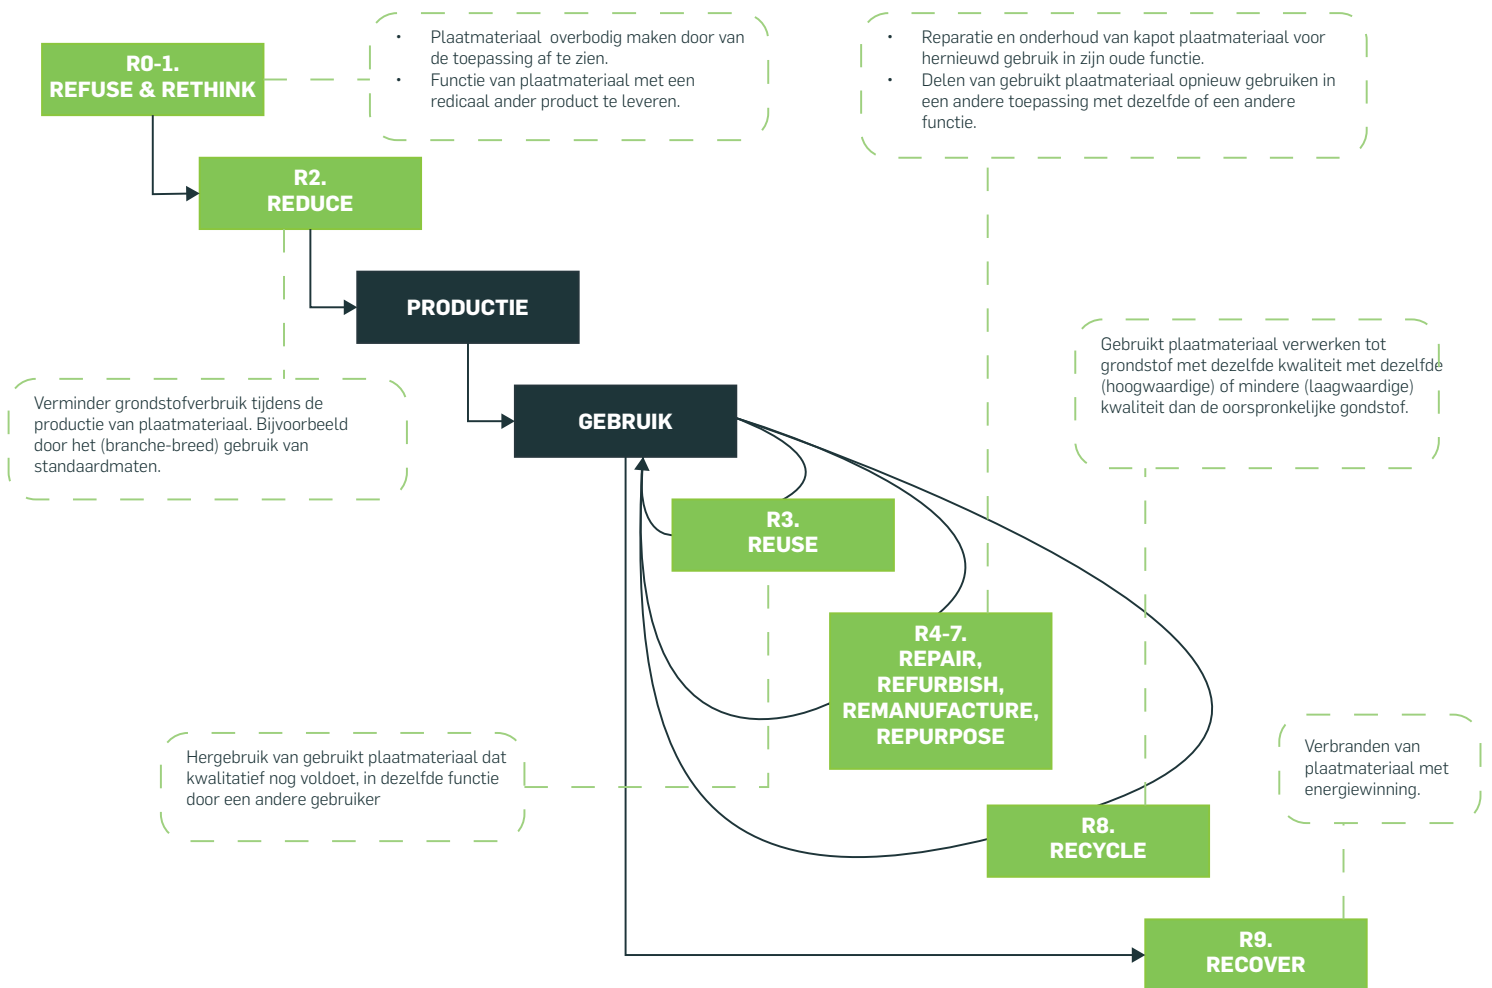 R0-1.
REFUSE & RETHINK
• Plaatmateriaal  overbodig maken door van
de toepassing af te zien.
• Functie van plaatmateriaal met een
redicaal ander product te leveren.
• Reparatie en onderhoud van kapot plaatmateriaal voor
hernieuwd gebruik in zijn oude functie.
• Delen van gebruikt plaatmateriaal opnieuw gebruiken in
een andere toepassing met dezelfde of een andere
functie.
R2.
REDUCE
PRODUCTIE
Verminder grondstofverbruik tijdens de
productie van plaatmateriaal. Bijvoorbeeld
door het (branche-breed) gebruik van
standaardmaten.
GEBRUIK
Gebruikt plaatmateriaal verwerken tot
grondstof met dezelfde kwaliteit met dezelfde
(hoogwaardige) of mindere (laagwaardige)
kwaliteit dan de oorspronkelijke gondstof.
R3.
REUSE
R4-7.
REPAIR,
REFURBISH,
REMANUFACTURE,
REPURPOSE
Hergebruik van gebruikt plaatmateriaal dat
kwalitatief nog voldoet, in dezelfde functie
door een andere gebruiker
Verbranden van
plaatmateriaal met
energiewinning.
R8.
RECYCLE
R9.
RECOVER